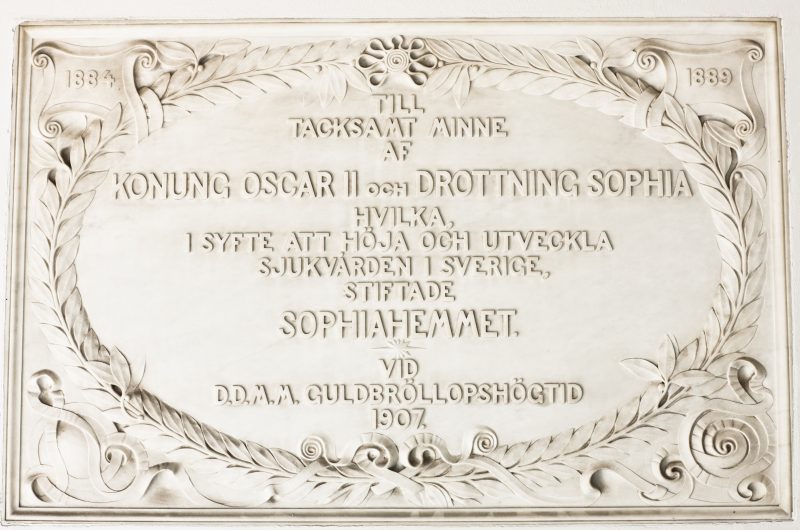 1884.
1889
TILL
TACKSAMT MINNE
AF
KONUNG OSCAR II OCH DROTTNING SOPHIA
HVILKA,
I SYFTE ATT HÖJA OCH UTVECKLA
SJUKVÅRDEN I SVERIGE,
STIFTADE
SOPHIAHEMMET.
VID
D.D.M.M. GULDBRÖLLOPSHÖGTID
1907.